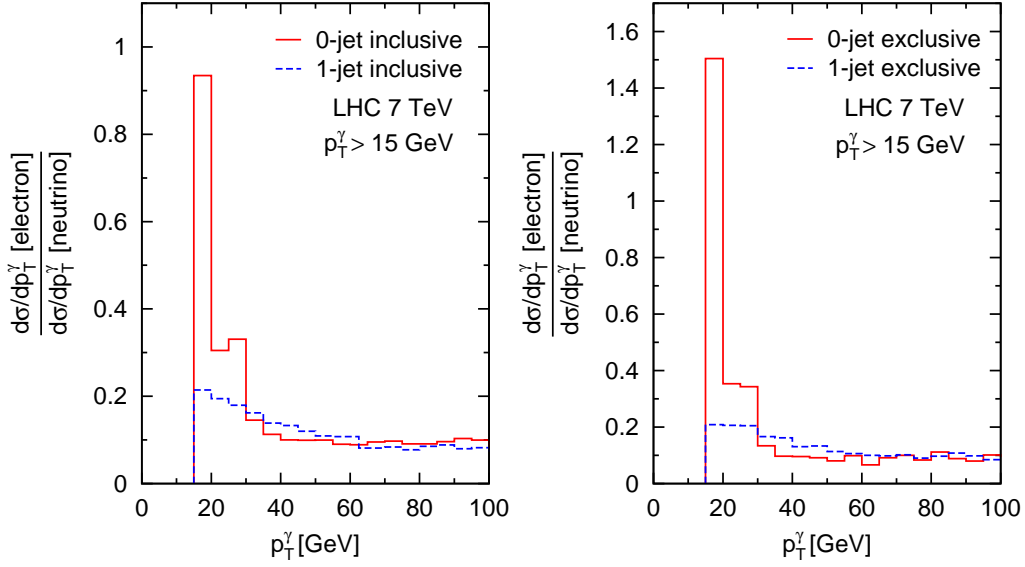 1
0.8
0.6
0.4
0.2
0
0 20 40 60 80 100
dσ/dp_T^γ [electron]
dσ/dp_T^γ [neutrino]
p_T^γ [GeV]
0-jet inclusive
1-jet inclusive
LHC 7 TeV
p_T^γ > 15 GeV
1.6
1.4
1.2
1
0.8
0.6
0.4
0.2
0
0 20 40 60 80 100
dσ/dp_T^γ [electron]
dσ/dp_T^γ [neutrino]
p_T^γ [GeV]
0-jet exclusive
1-jet exclusive
LHC 7 TeV
p_T^γ > 15 GeV